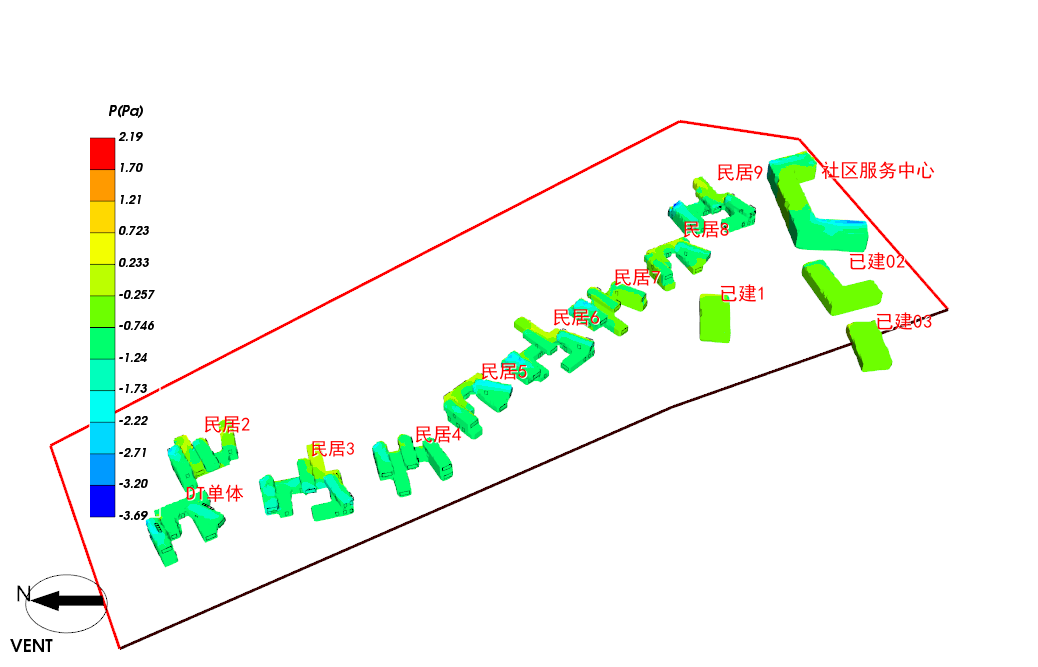 P(Pa)
2.19
1.70
1.21
0.723
0.233
-0.257
-0.746
-1.24
-1.73
-2.22
-2.71
-3.20
-3.69
民居9
社区服务中心
民居8
已建02
民居7
已建1
民居6
已建03
民居5
民居2
民居4
民居3
DT单体
N
VENT